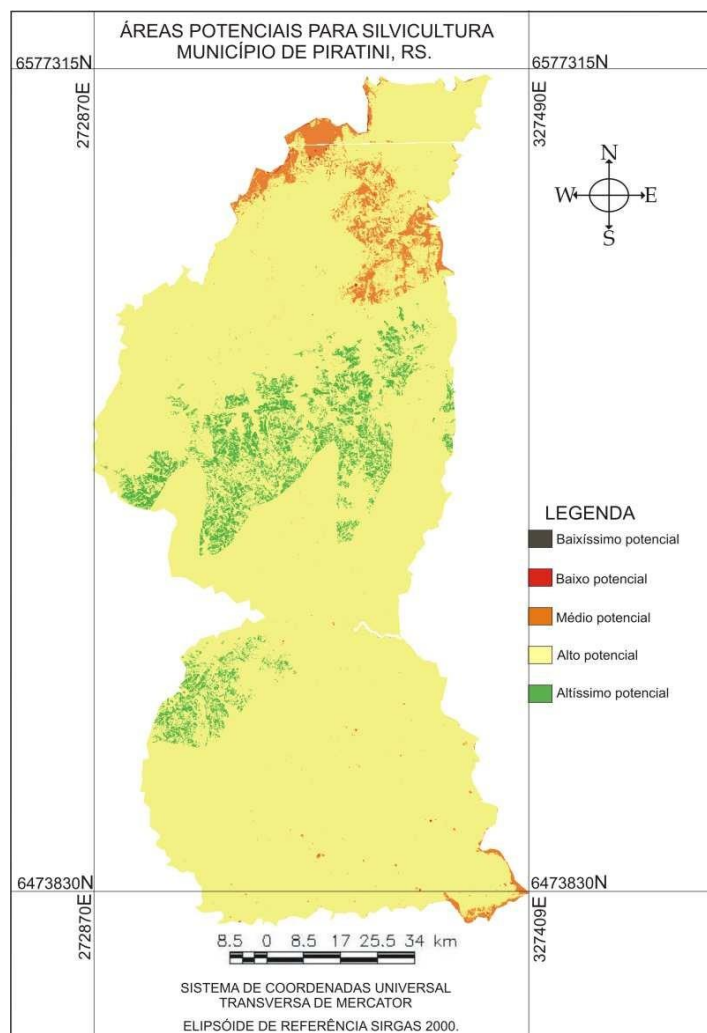 ÁREAS POTENCIAIS PARA SILVICULTURA
MUNICÍPIO DE PIRATINI, RS.
6577315N
6577315N
272870E
327490E
N
W
E
S
LEGENDA
Baixíssimo potencial
Baixo potencial
Médio potencial
Alto potencial
Altíssimo potencial
6473830N
6473830N
272870E
327409E
8.5 0 8.5 17 25.5 34 km
SISTEMA DE COORDENADAS UNIVERSAL
TRANSVERSA DE MERCATOR
ELIPSÓIDE DE REFERÊNCIA SIRGAS 2000.